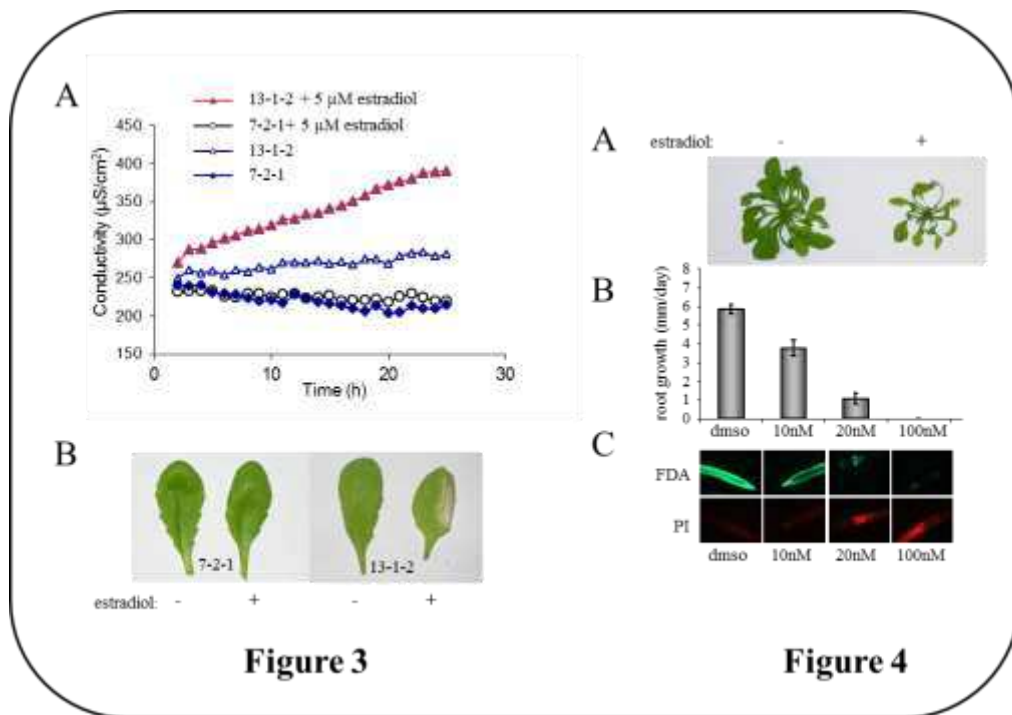 A
13-1-2 + 5 µM estradiol
7-2-1+ 5 µM estradiol
13-1-2
7-2-1
Conductivity (µS/cm²)
450
400
350
300
250
200
150
0
10
20
30
Time (h)
B
7-2-1
13-1-2
estradiol: - + - +
Figure 3
A
estradiol: - +
B
root growth (mm/day)
8
7
6
5
4
3
2
1
0
dmso 10nM 20nM 100nM
C
FDA
PI
dmso 10nM 20nM 100nM
Figure 4